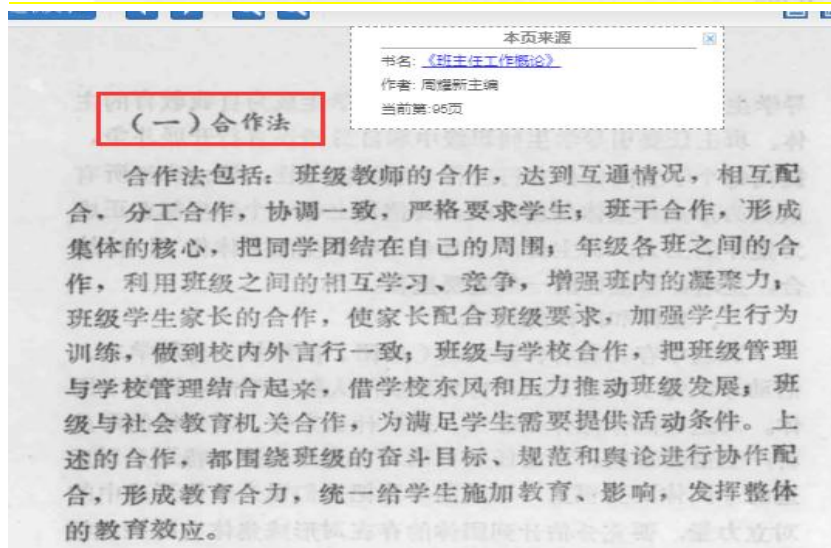 本页来源
书名:《班主任工作概论》
作者: 周耀新主编
当前第:95页
（一）合作法
合作法包括：班级教师的合作，达到互通情况，相互配
合，分工合作，协调一致，严格要求学生；班干合作，形成
集体的核心，把同学团结在自己的周围；年级各班之间的合
作，利用班级之间的相互学习、竞争，增强班内的凝聚力；
班级学生家长的合作，使家长配合班级要求，加强学生行为
训练，做到校内外言行一致；班级与学校合作，把班级管理
与学校管理结合起来，借学校东风和压力推动班级发展；班
级与社会教育机关合作，为满足学生需要提供活动条件。上
述的合作，都围绕班级的奋斗目标、规范和舆论进行协作配
合，形成教育合力，统一给学生施加教育，影响，发挥整体
的教育效应。